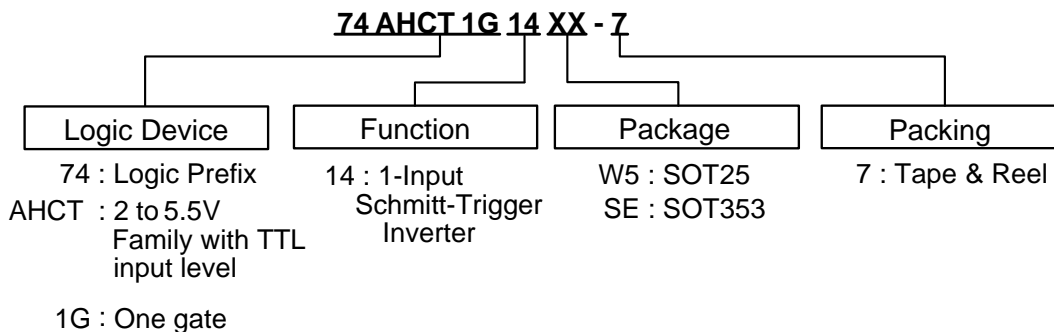 74 AHCT 1G 14 XX - 7
Logic Device
74 : Logic Prefix
AHCT : 2 to 5.5V
Family with TTL
input level
1G : One gate
Function
14 : 1-Input
Schmitt-Trigger
Inverter
Package
W5 : SOT25
SE : SOT353
Packing
7 : Tape & Reel